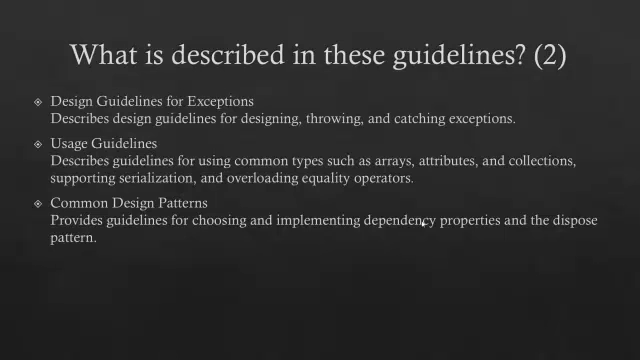 What is described in these guidelines? (2)
Design Guidelines for Exceptions
Describes design guidelines for designing, throwing, and catching exceptions.
Usage Guidelines
Describes guidelines for using common types such as arrays, attributes, and collections,
supporting serialization, and overloading equality operators.
Common Design Patterns
Provides guidelines for choosing and implementing dependency properties and the dispose
pattern.